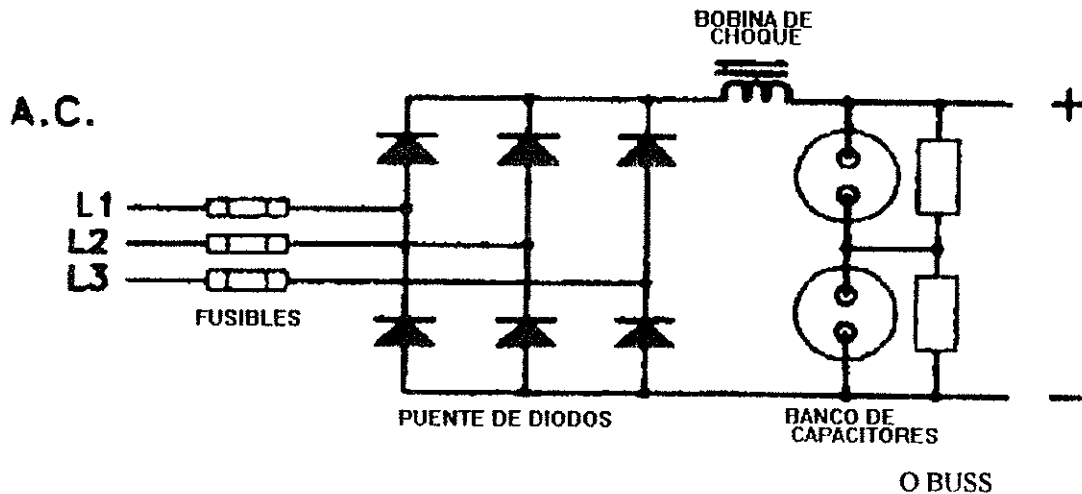 BOBINA DE
CHOQUE
A.C.
+
L1
L2
L3
FUSIBLES
PUENTE DE DIODOS
BANCO DE
CAPACITORES
−
O BUSS